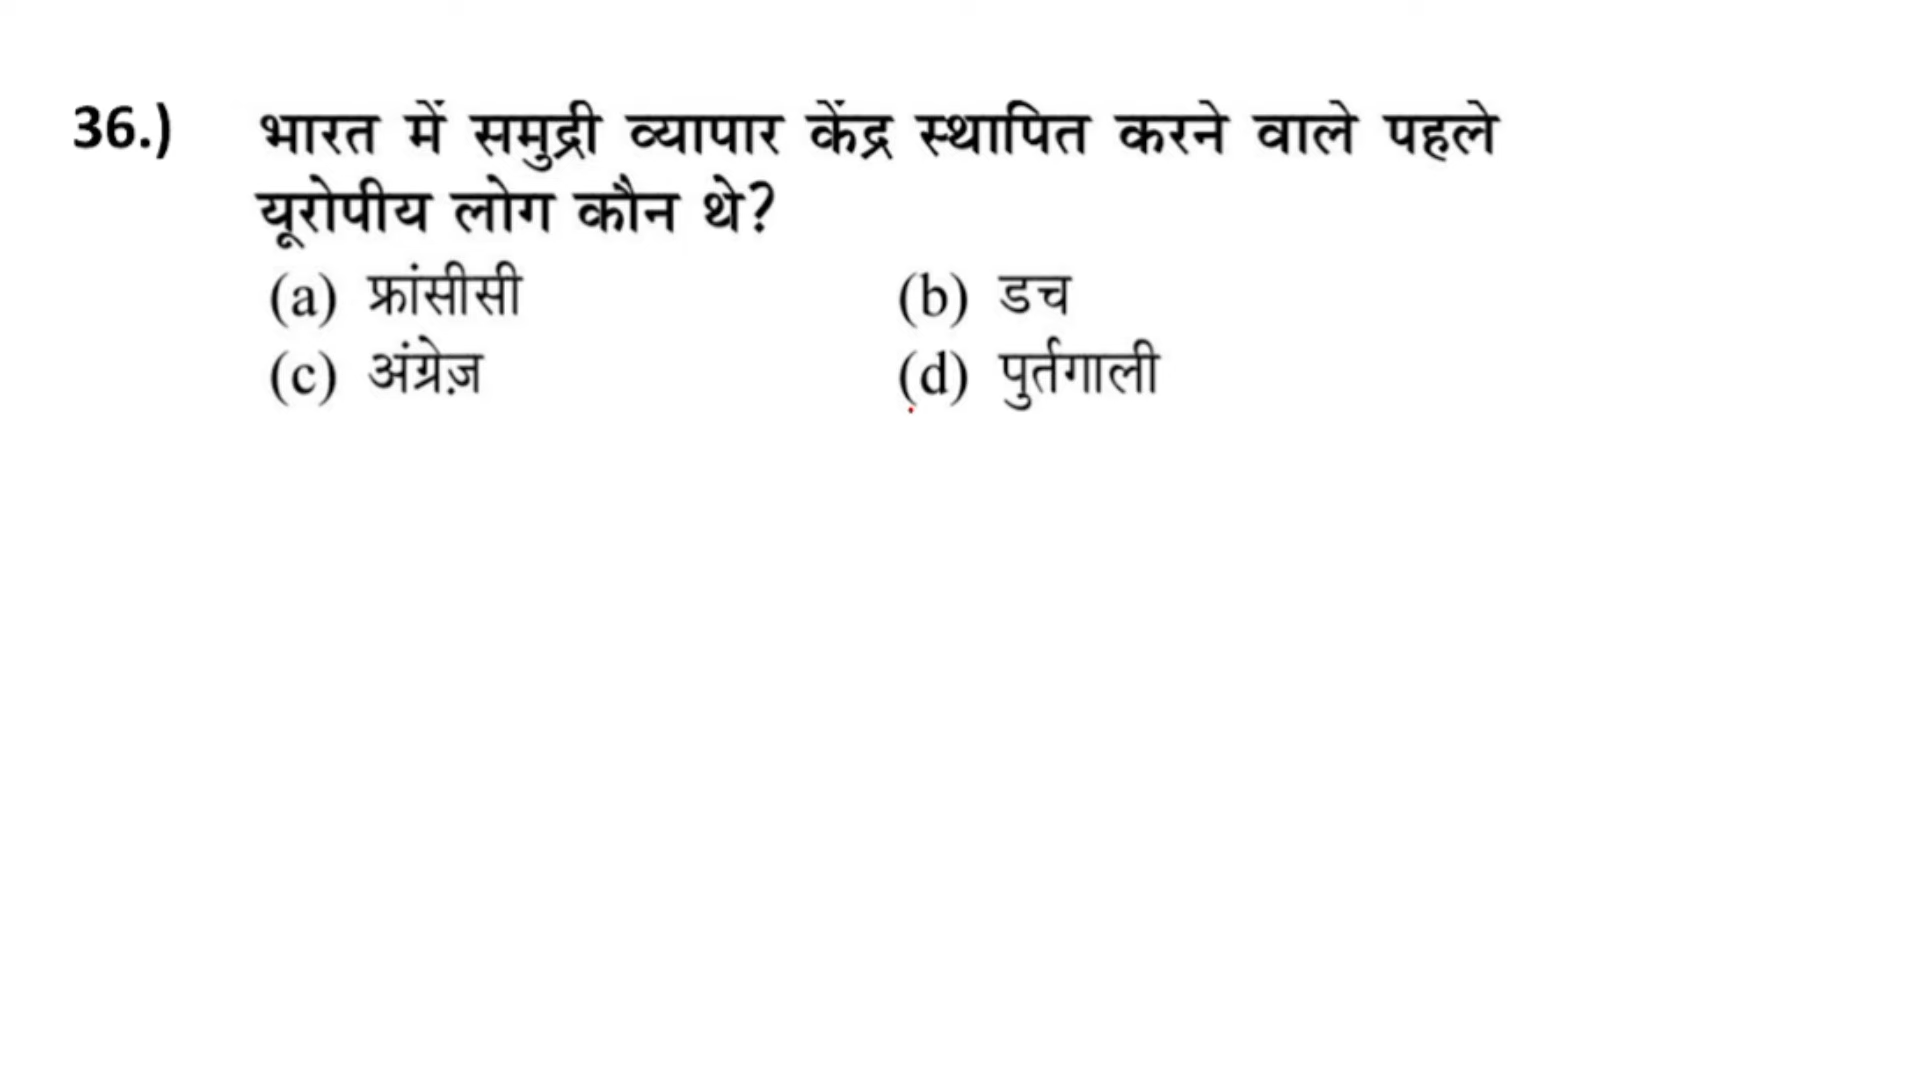 36.) भारत में समुद्री व्यापार केंद्र स्थापित करने वाले पहले
यूरोपीय लोग कौन थे?
(a) फ्रांसीसी (b) डच
(c) अंग्रेज़ (d) पुर्तगाली